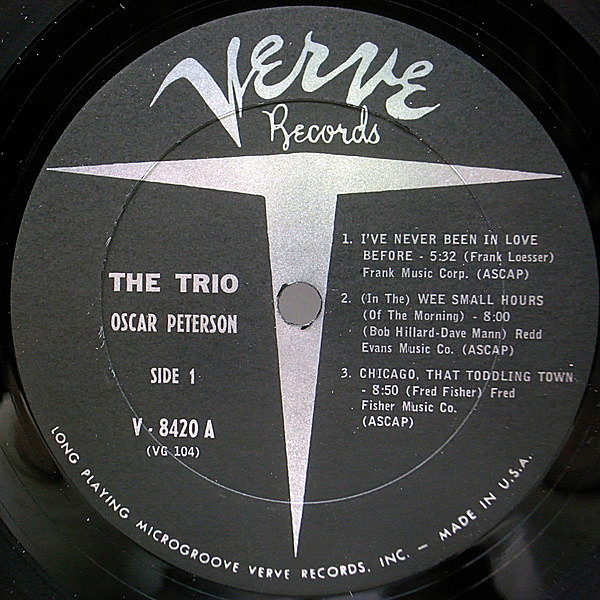 Verve
Records
THE TRIO
OSCAR PETERSON
SIDE 1
V - 8420 A
(VG 104)
1. I'VE NEVER BEEN IN LOVE
BEFORE - 5:32 (Frank Loesser)
Frank Music Corp. (ASCAP)
2. (In The) WEE SMALL HOURS
(Of The Morning) - 8:00
(Bob Hillard-Dave Mann) Redd
Evans Music Co. (ASCAP)
3. CHICAGO, THAT TODDLING TOWN
- 8:50 (Fred Fisher) Fred
Fisher Music Co.
(ASCAP)
LONG PLAYING MICROGROOVE VERVE RECORDS, INC. — MADE IN U.S.A.